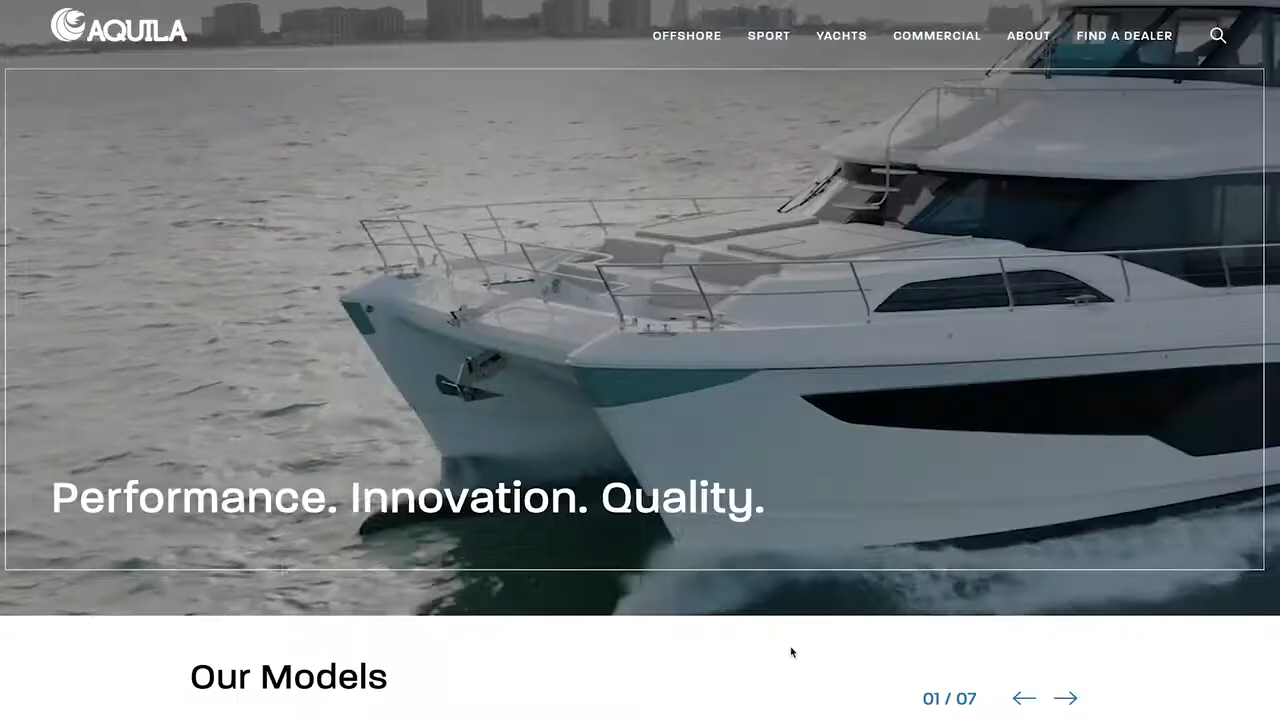 AQUILA
OFFSHORE SPORT YACHTS COMMERCIAL ABOUT FIND A DEALER
Performance. Innovation. Quality.
Our Models
01 / 07